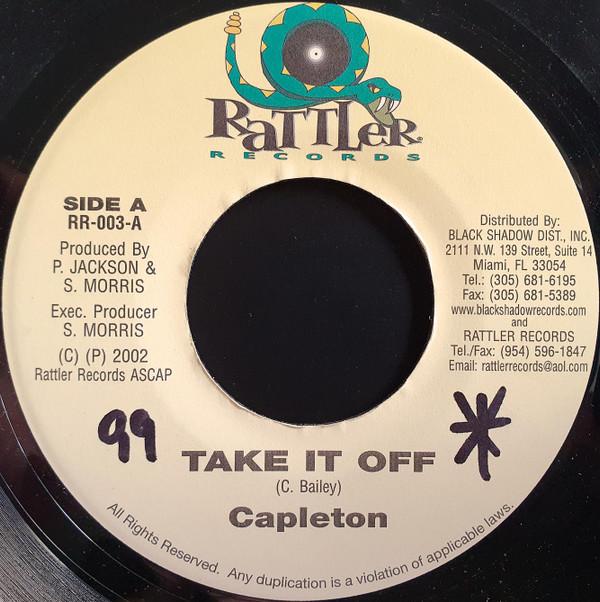 RaTTLeR®
RECORDS
SIDE A
RR-003-A
Produced By
P. JACKSON &
S. MORRIS
Exec. Producer
S. MORRIS
(C) (P) 2002
Rattler Records ASCAP
Distributed By:
BLACK SHADOW DIST., INC.
2111 N.W. 139 Street, Suite 14
Miami, FL 33054
Tel.: (305) 681-6195
Fax: (305) 681-5389
www.blackshadowrecords.com
and
RATTLER RECORDS
Tel./Fax: (954) 596-1847
Email: rattlerrecords@aol.com
99 *
TAKE IT OFF
(C. Bailey)
Capleton
All Rights Reserved. Any duplication is a violation of applicable laws.